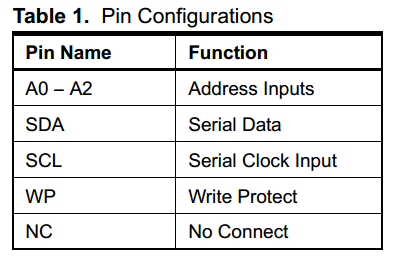 Table 1. Pin Configurations
Pin Name Function
A0 – A2 Address Inputs
SDA Serial Data
SCL Serial Clock Input
WP Write Protect
NC No Connect